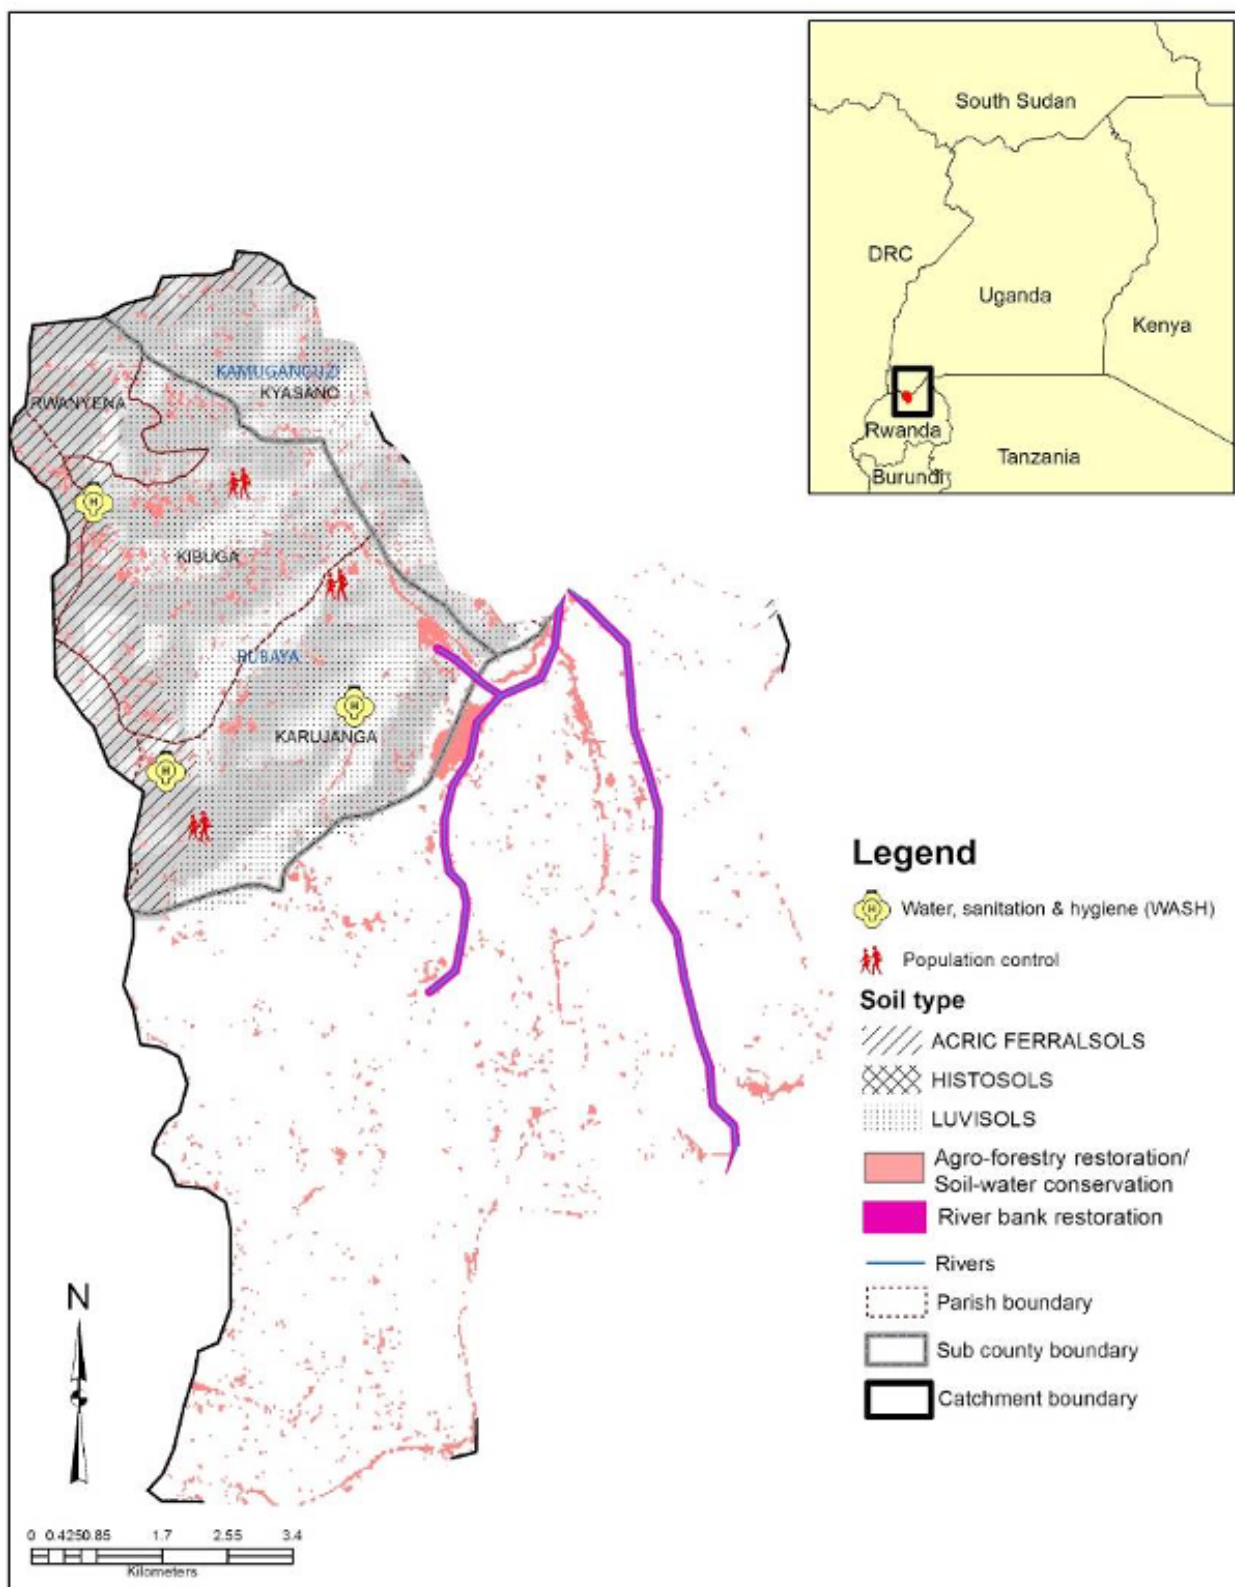 South Sudan
DRC
Uganda
Kenya
Rwanda
Tanzania
Burundi
KAMUGANGUZI
KYASANO
RWANYENA
KIBUGA
RUBAYA
KARUJANGA
Legend
H Water, sanitation & hygiene (WASH)
Population control
Soil type
ACRIC FERRALSOLS
HISTOSOLS
LUVISOLS
Agro-forestry restoration/
Soil-water conservation
River bank restoration
Rivers
Parish boundary
Sub county boundary
Catchment boundary
N
0 0.4250.85 1.7 2.55 3.4
Kilometers
H
H
H